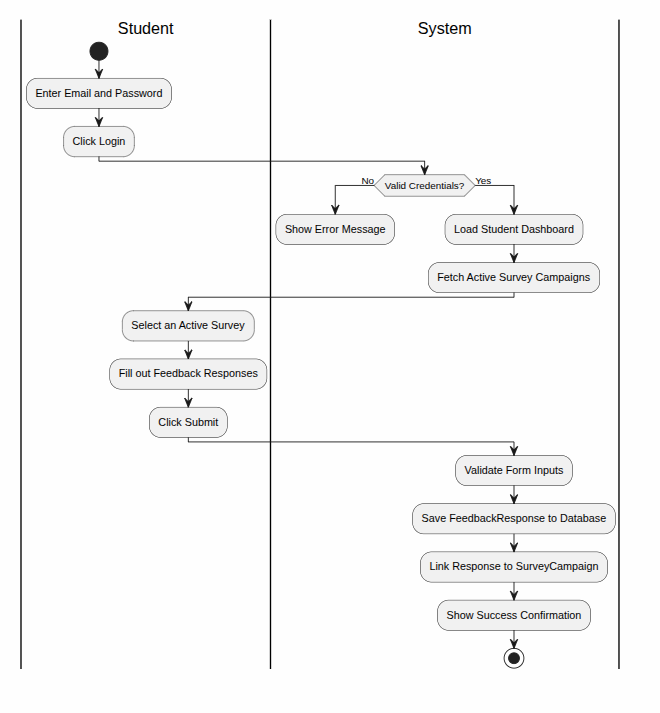 Student
System
Enter Email and Password
Click Login
Valid Credentials?
No
Yes
Show Error Message
Load Student Dashboard
Fetch Active Survey Campaigns
Select an Active Survey
Fill out Feedback Responses
Click Submit
Validate Form Inputs
Save FeedbackResponse to Database
Link Response to SurveyCampaign
Show Success Confirmation